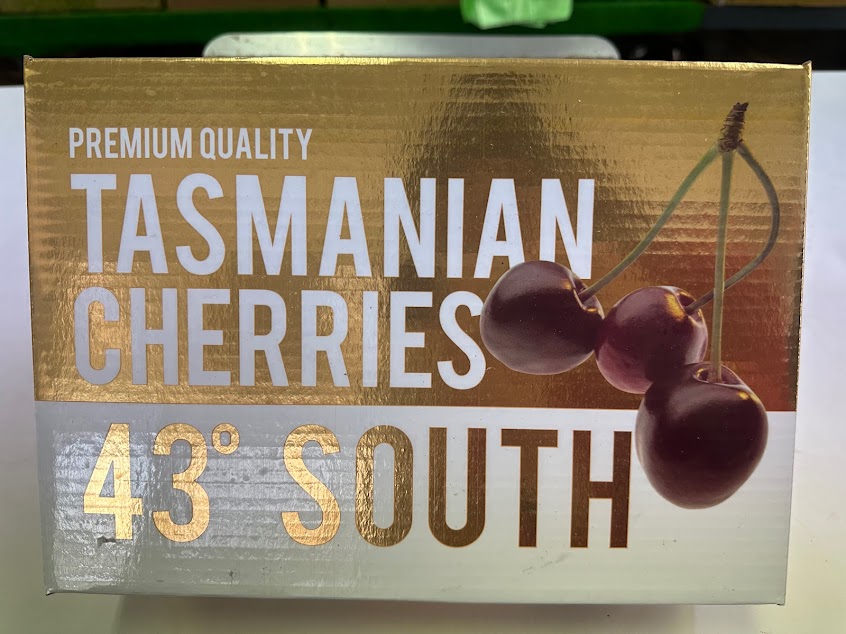 PREMIUM QUALITY
TASMANIAN
CHERRIES
43° SOUTH